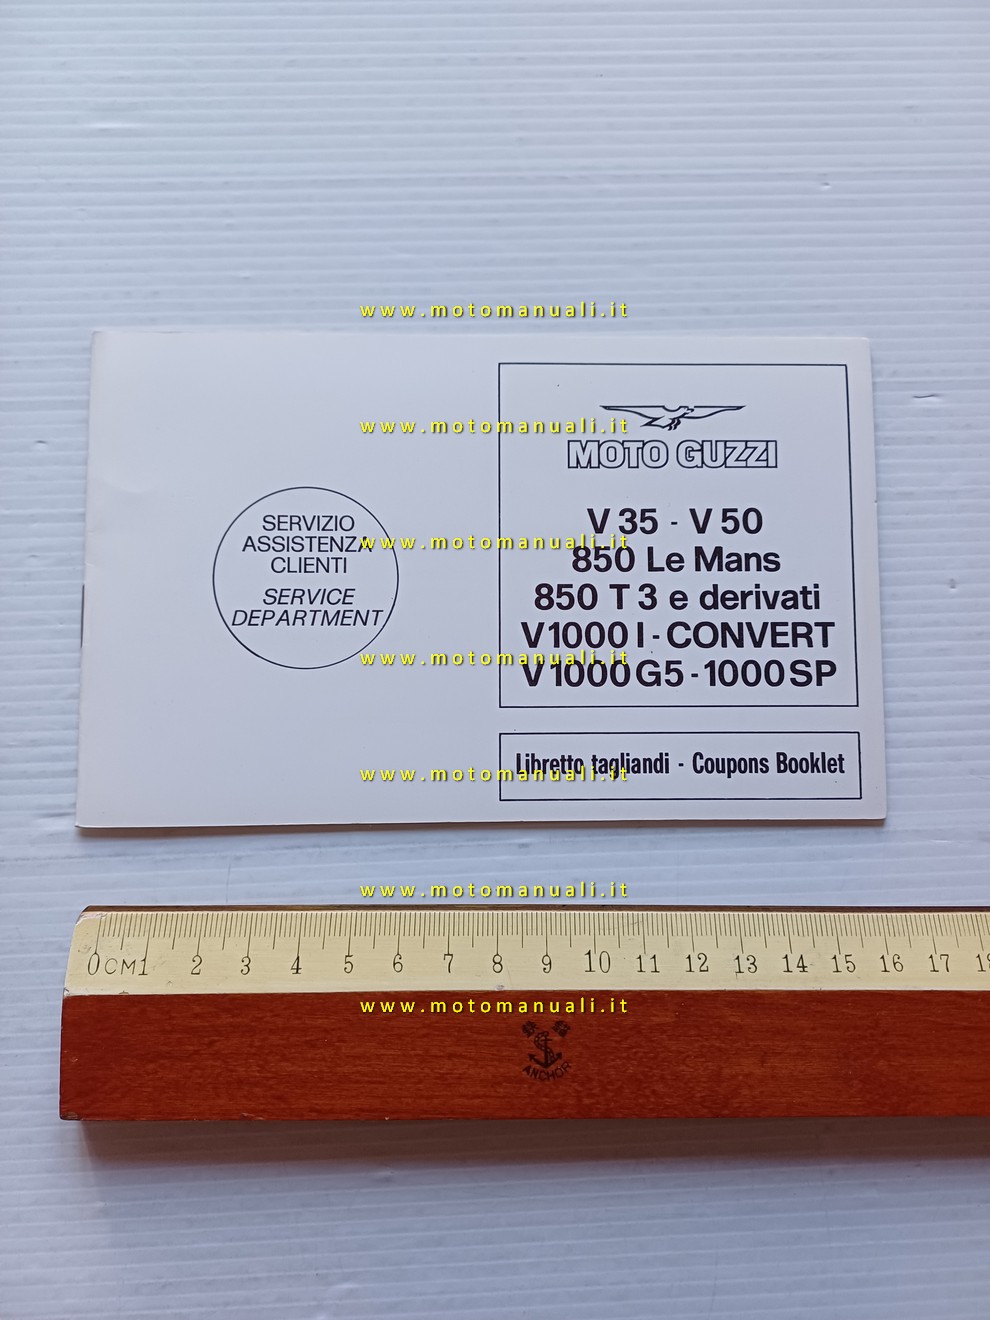 www.motomanuali.it
MOTO GUZZI
www.motomanuali.it
V 35 - V 50
850 Le Mans
850 T 3 e derivati
V 1000 I - CONVERT
V 1000 G5 - 1000 SP
SERVIZIO
ASSISTENZA
CLIENTI
SERVICE
DEPARTMENT
www.motomanuali.it
www.motomanuali.it
Libretto tagliandi - Coupons Booklet
www.motomanuali.it
www.motomanuali.it
0 CM 1 2 3 4 5 6 7 8 9 10 11 12 13 14 15 16 17 18
www.motomanuali.it
ANCHOR